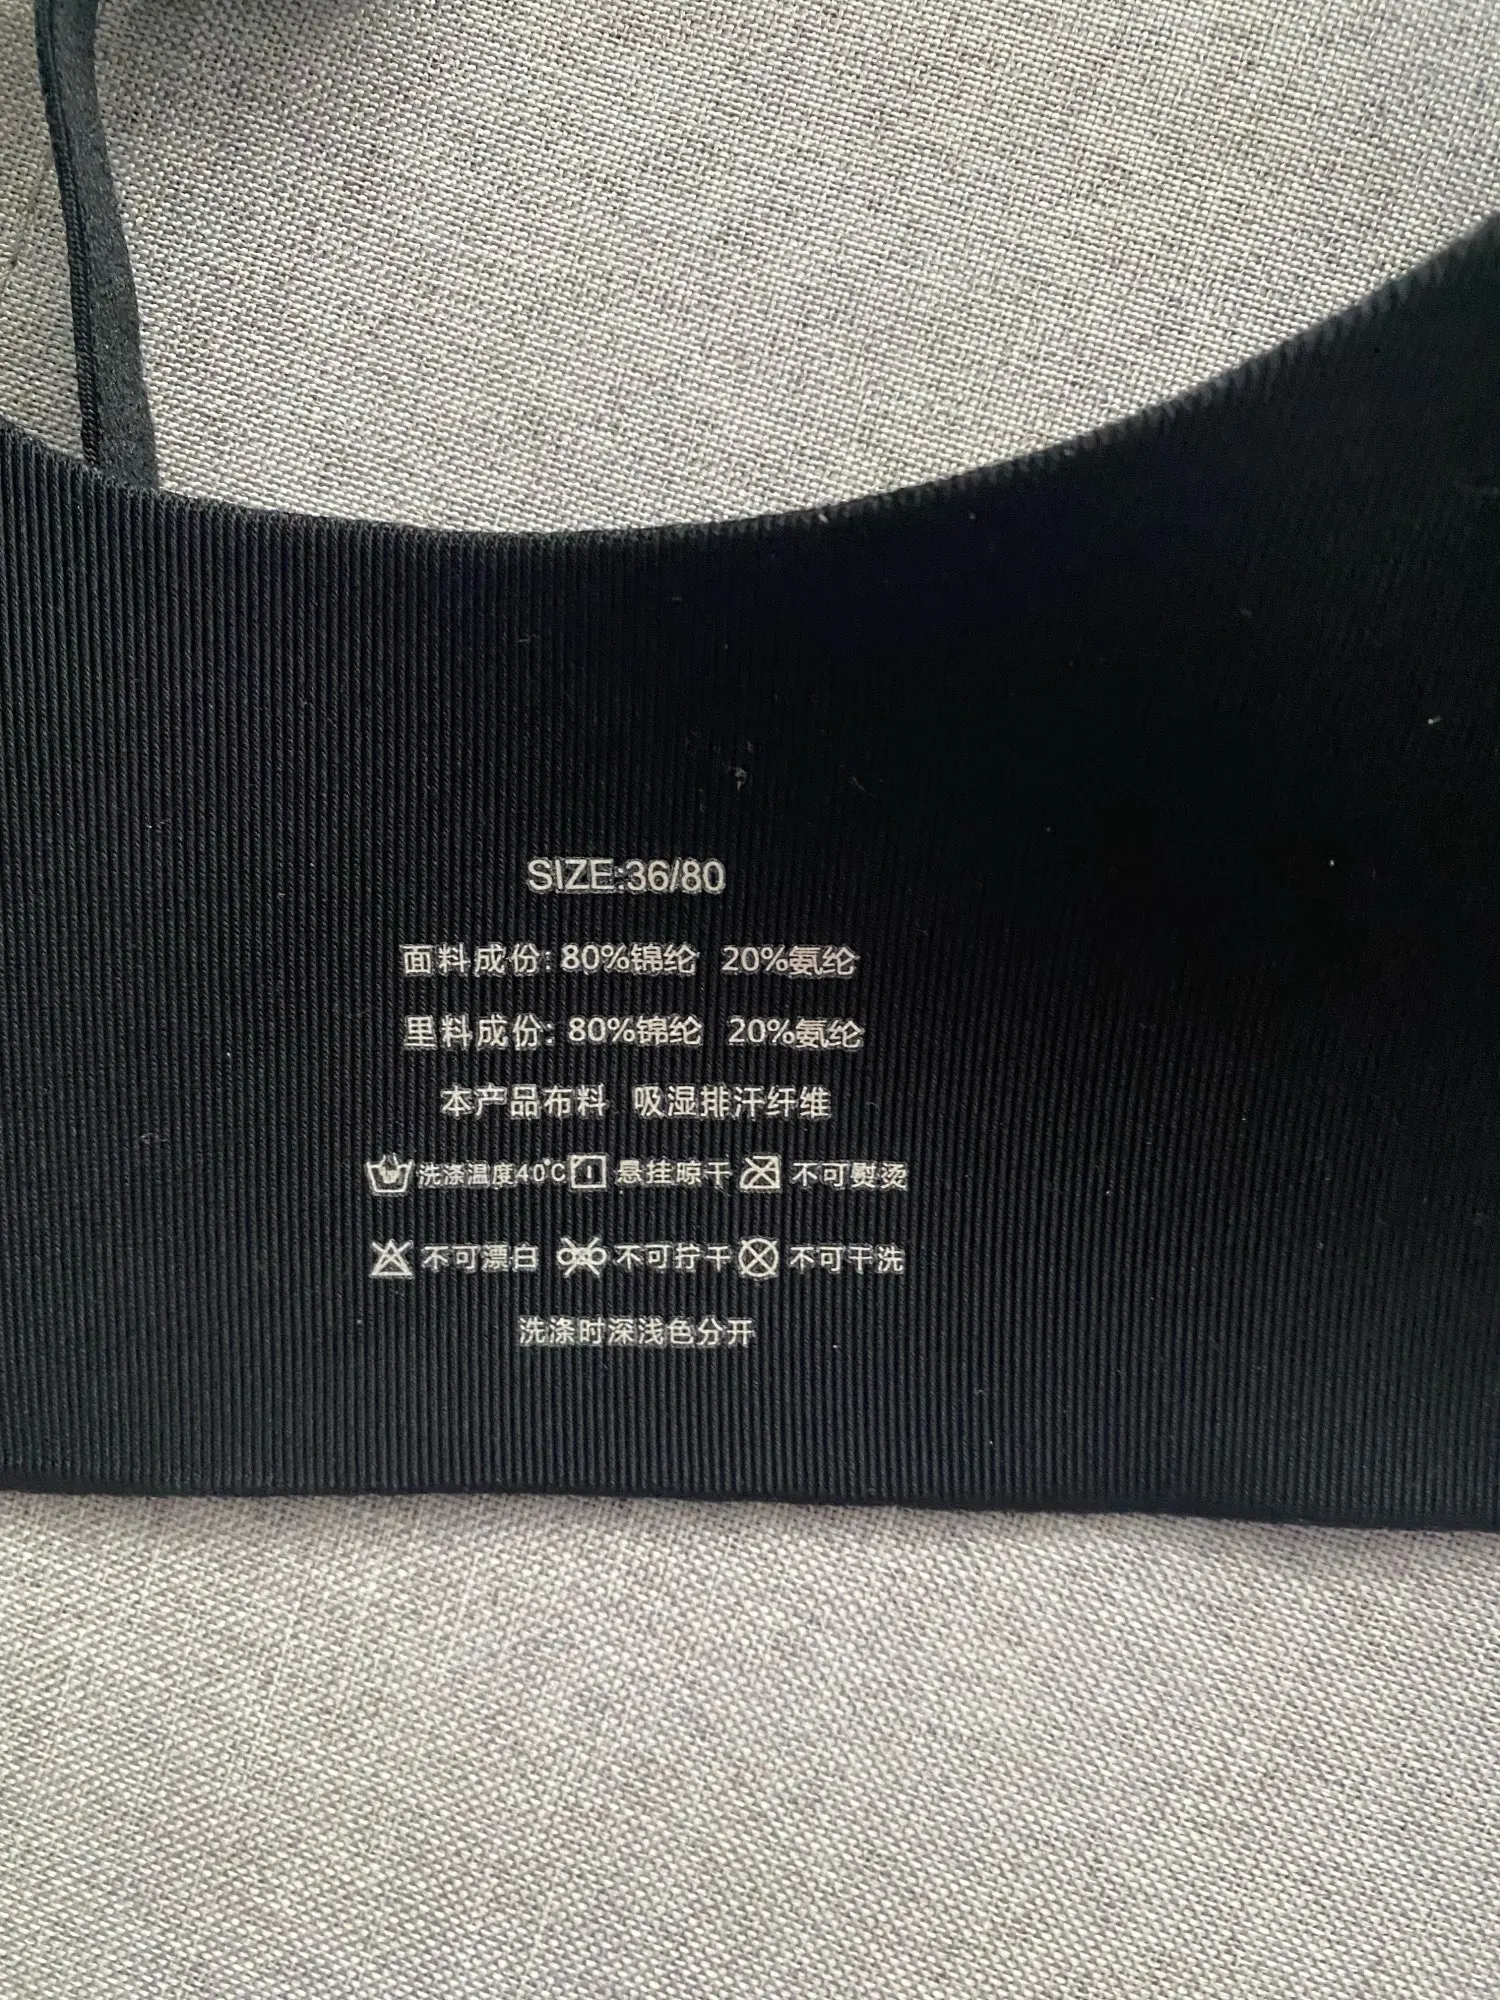 SIZE:36/80
面料成份: 80%锦纶 20%氨纶
里料成份: 80%锦纶 20%氨纶
本产品布料 吸湿排汗纤维
洗涤温度40℃ 悬挂晾干 不可熨烫
不可漂白 不可拧干 不可干洗
洗涤时深浅色分开